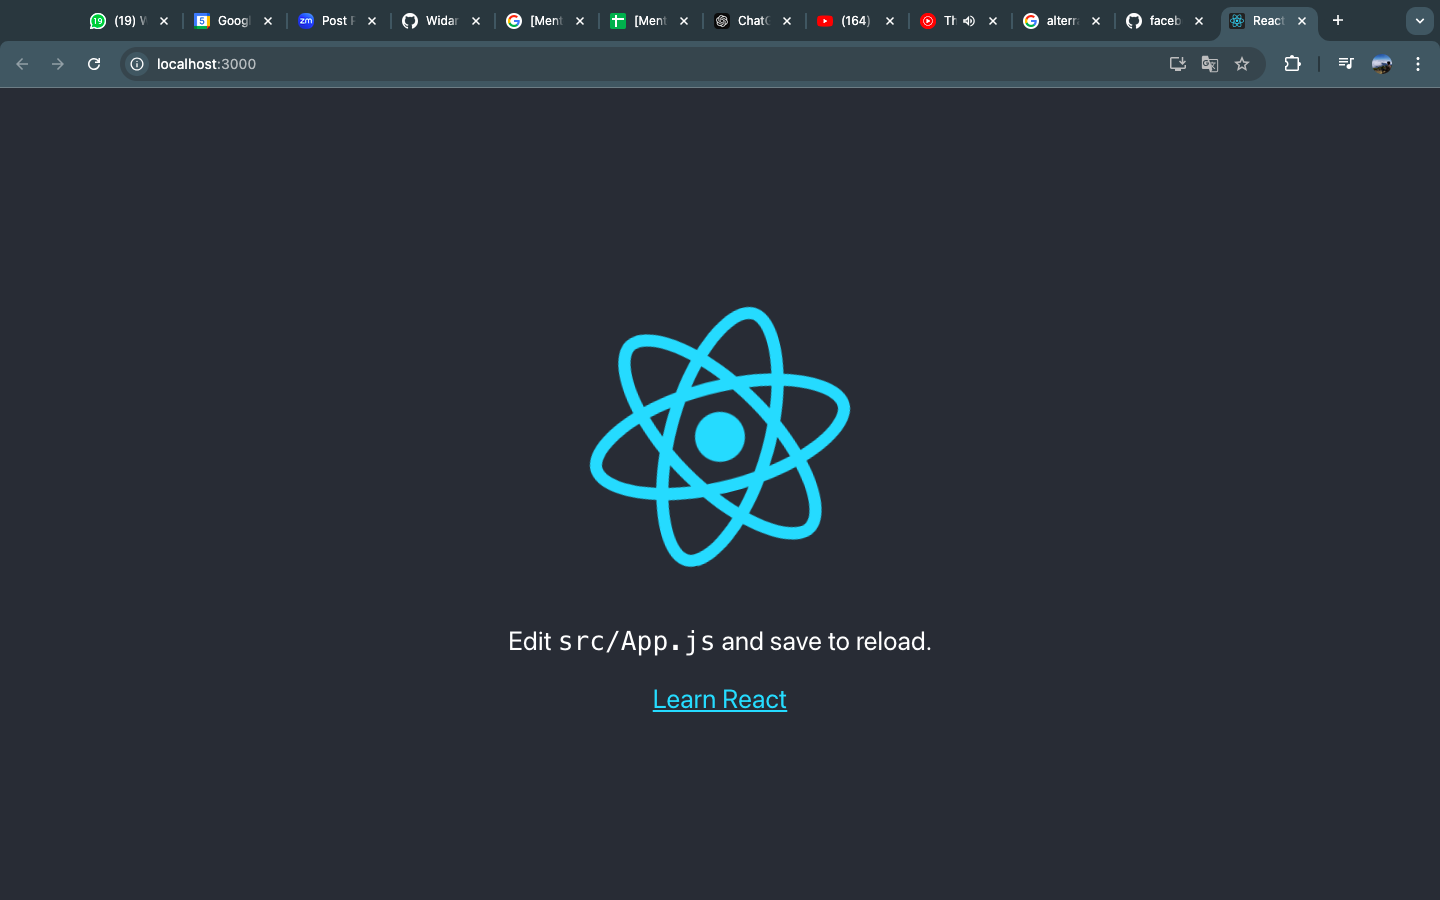 (19) W
Googl
Post R
Widar
[Ment
[Ment
ChatG
(164)
Th
alterra
faceb
React
localhost:3000
Edit src/App.js and save to reload.
Learn React